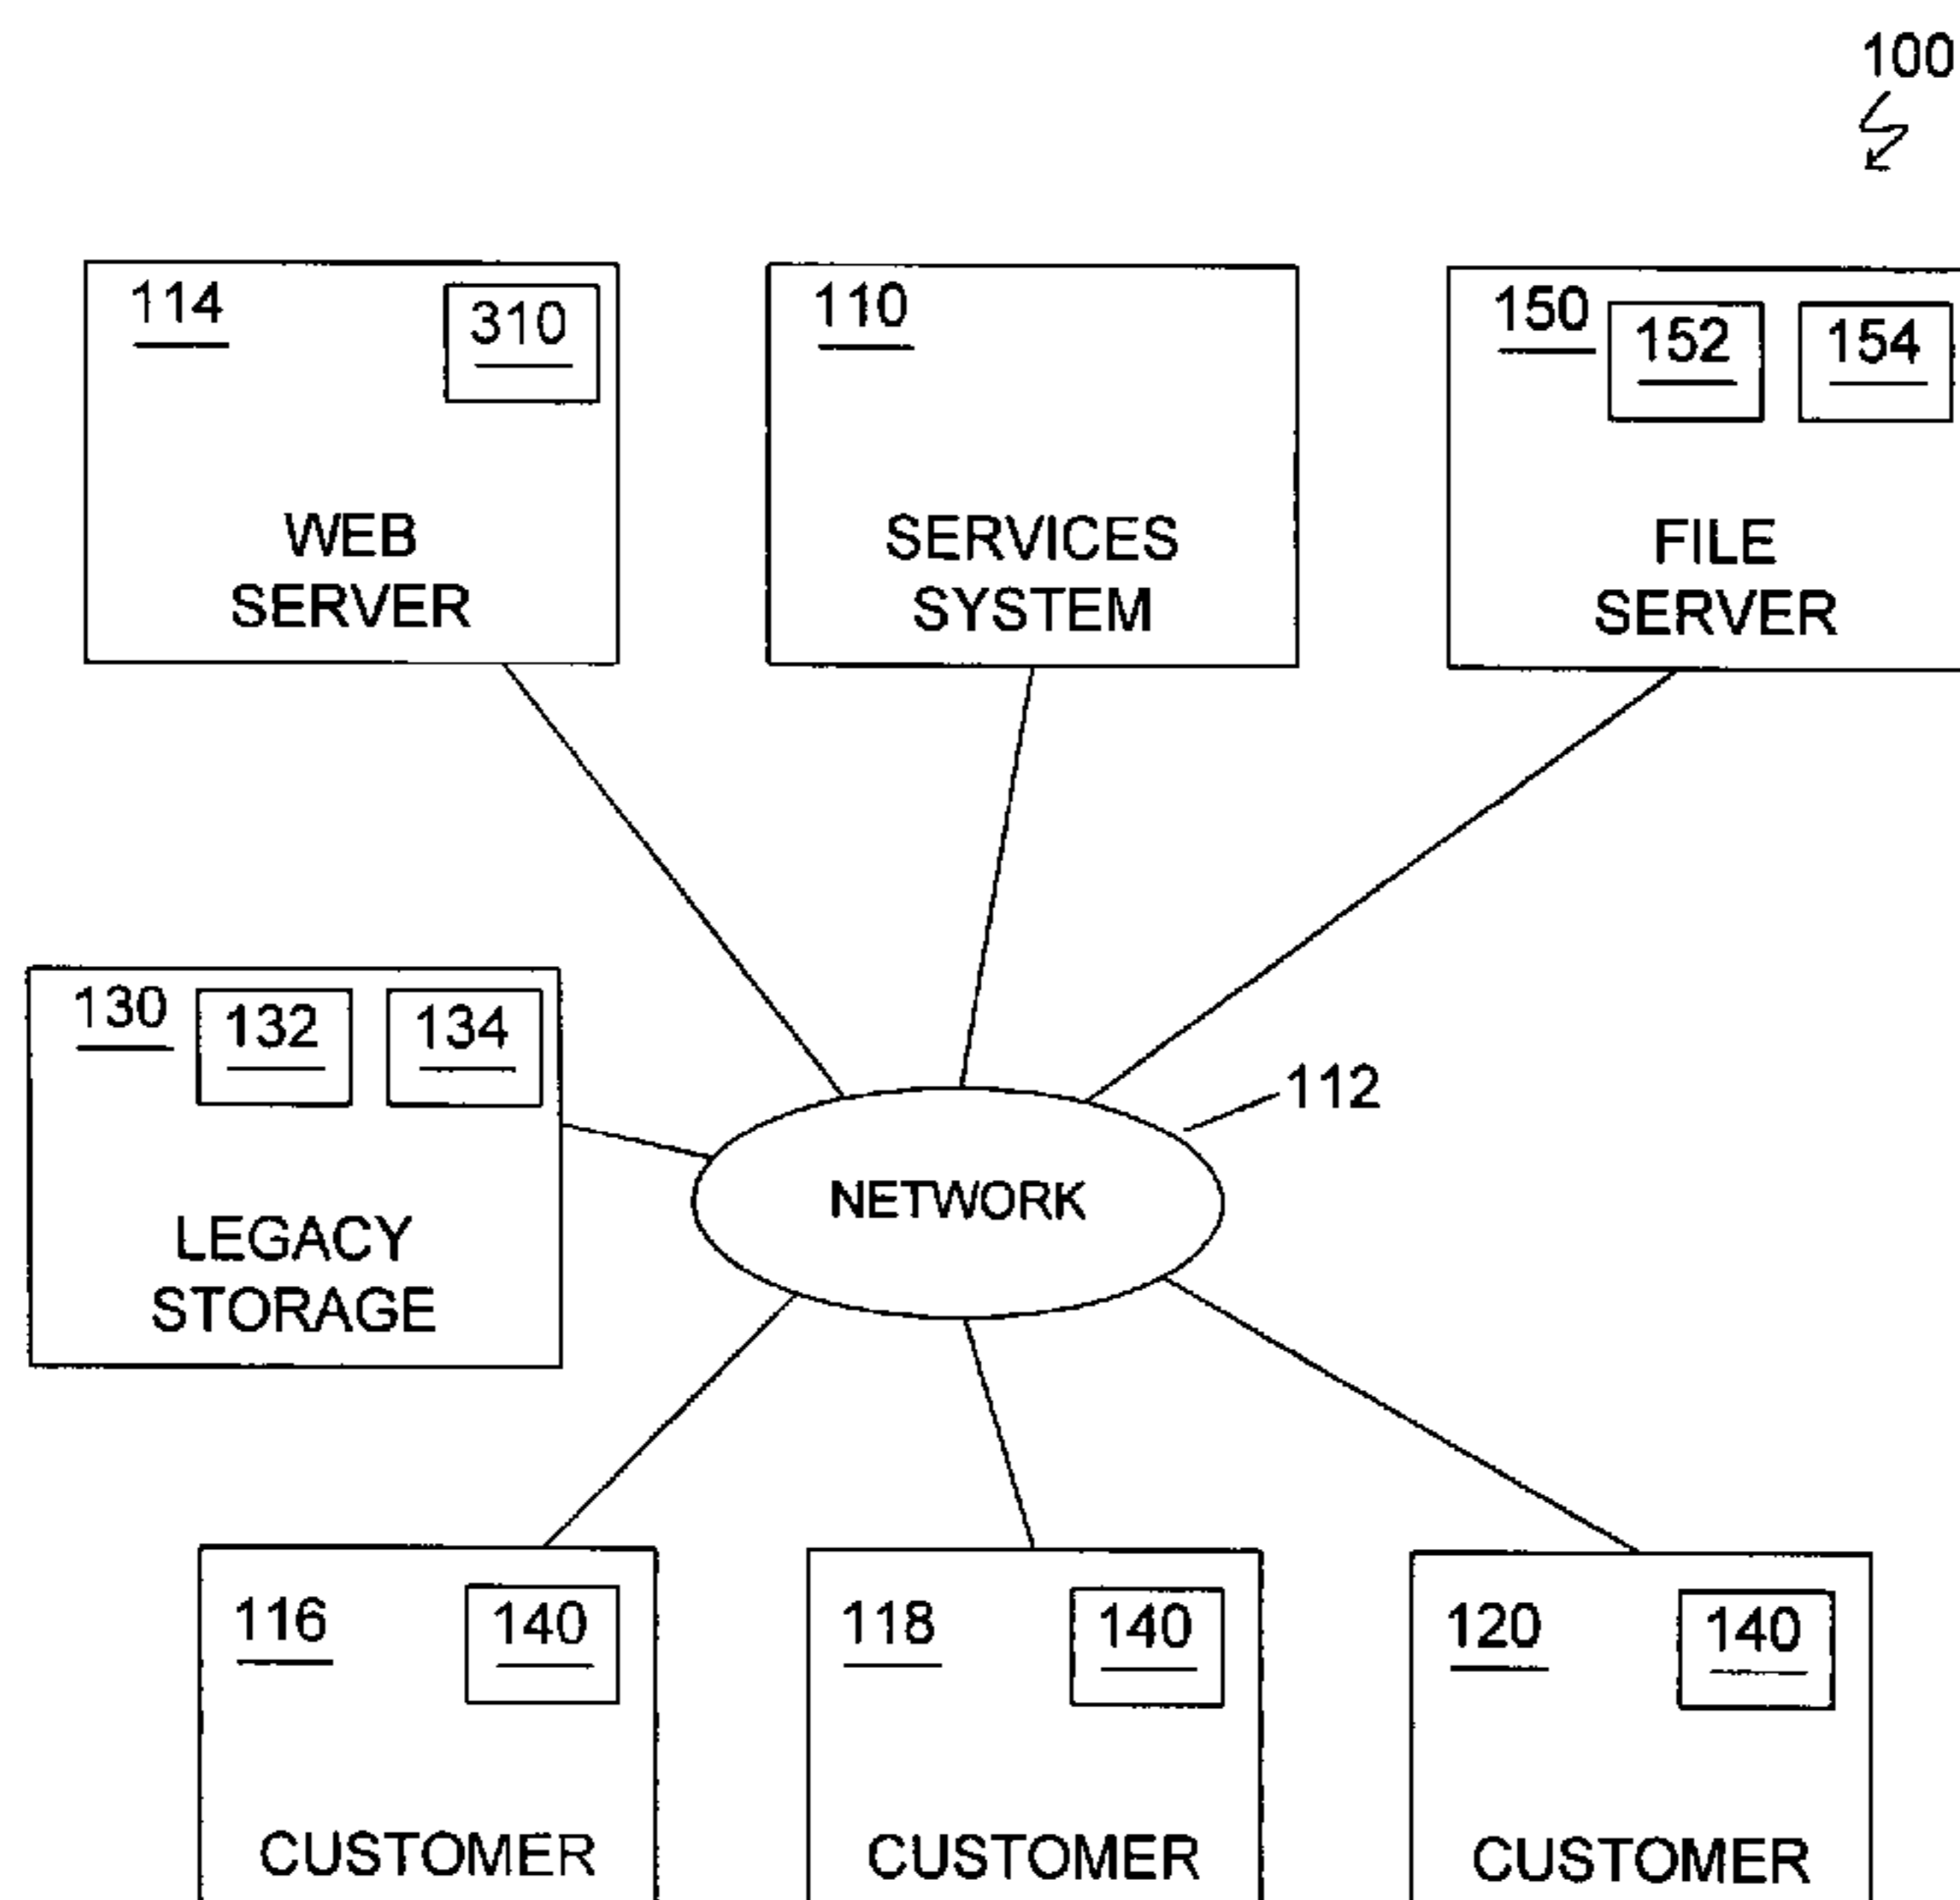 100
114
310
WEB
SERVER
110
SERVICES
SYSTEM
150
152
154
FILE
SERVER
130
132
134
LEGACY
STORAGE
112
NETWORK
116
140
CUSTOMER
118
140
CUSTOMER
120
140
CUSTOMER